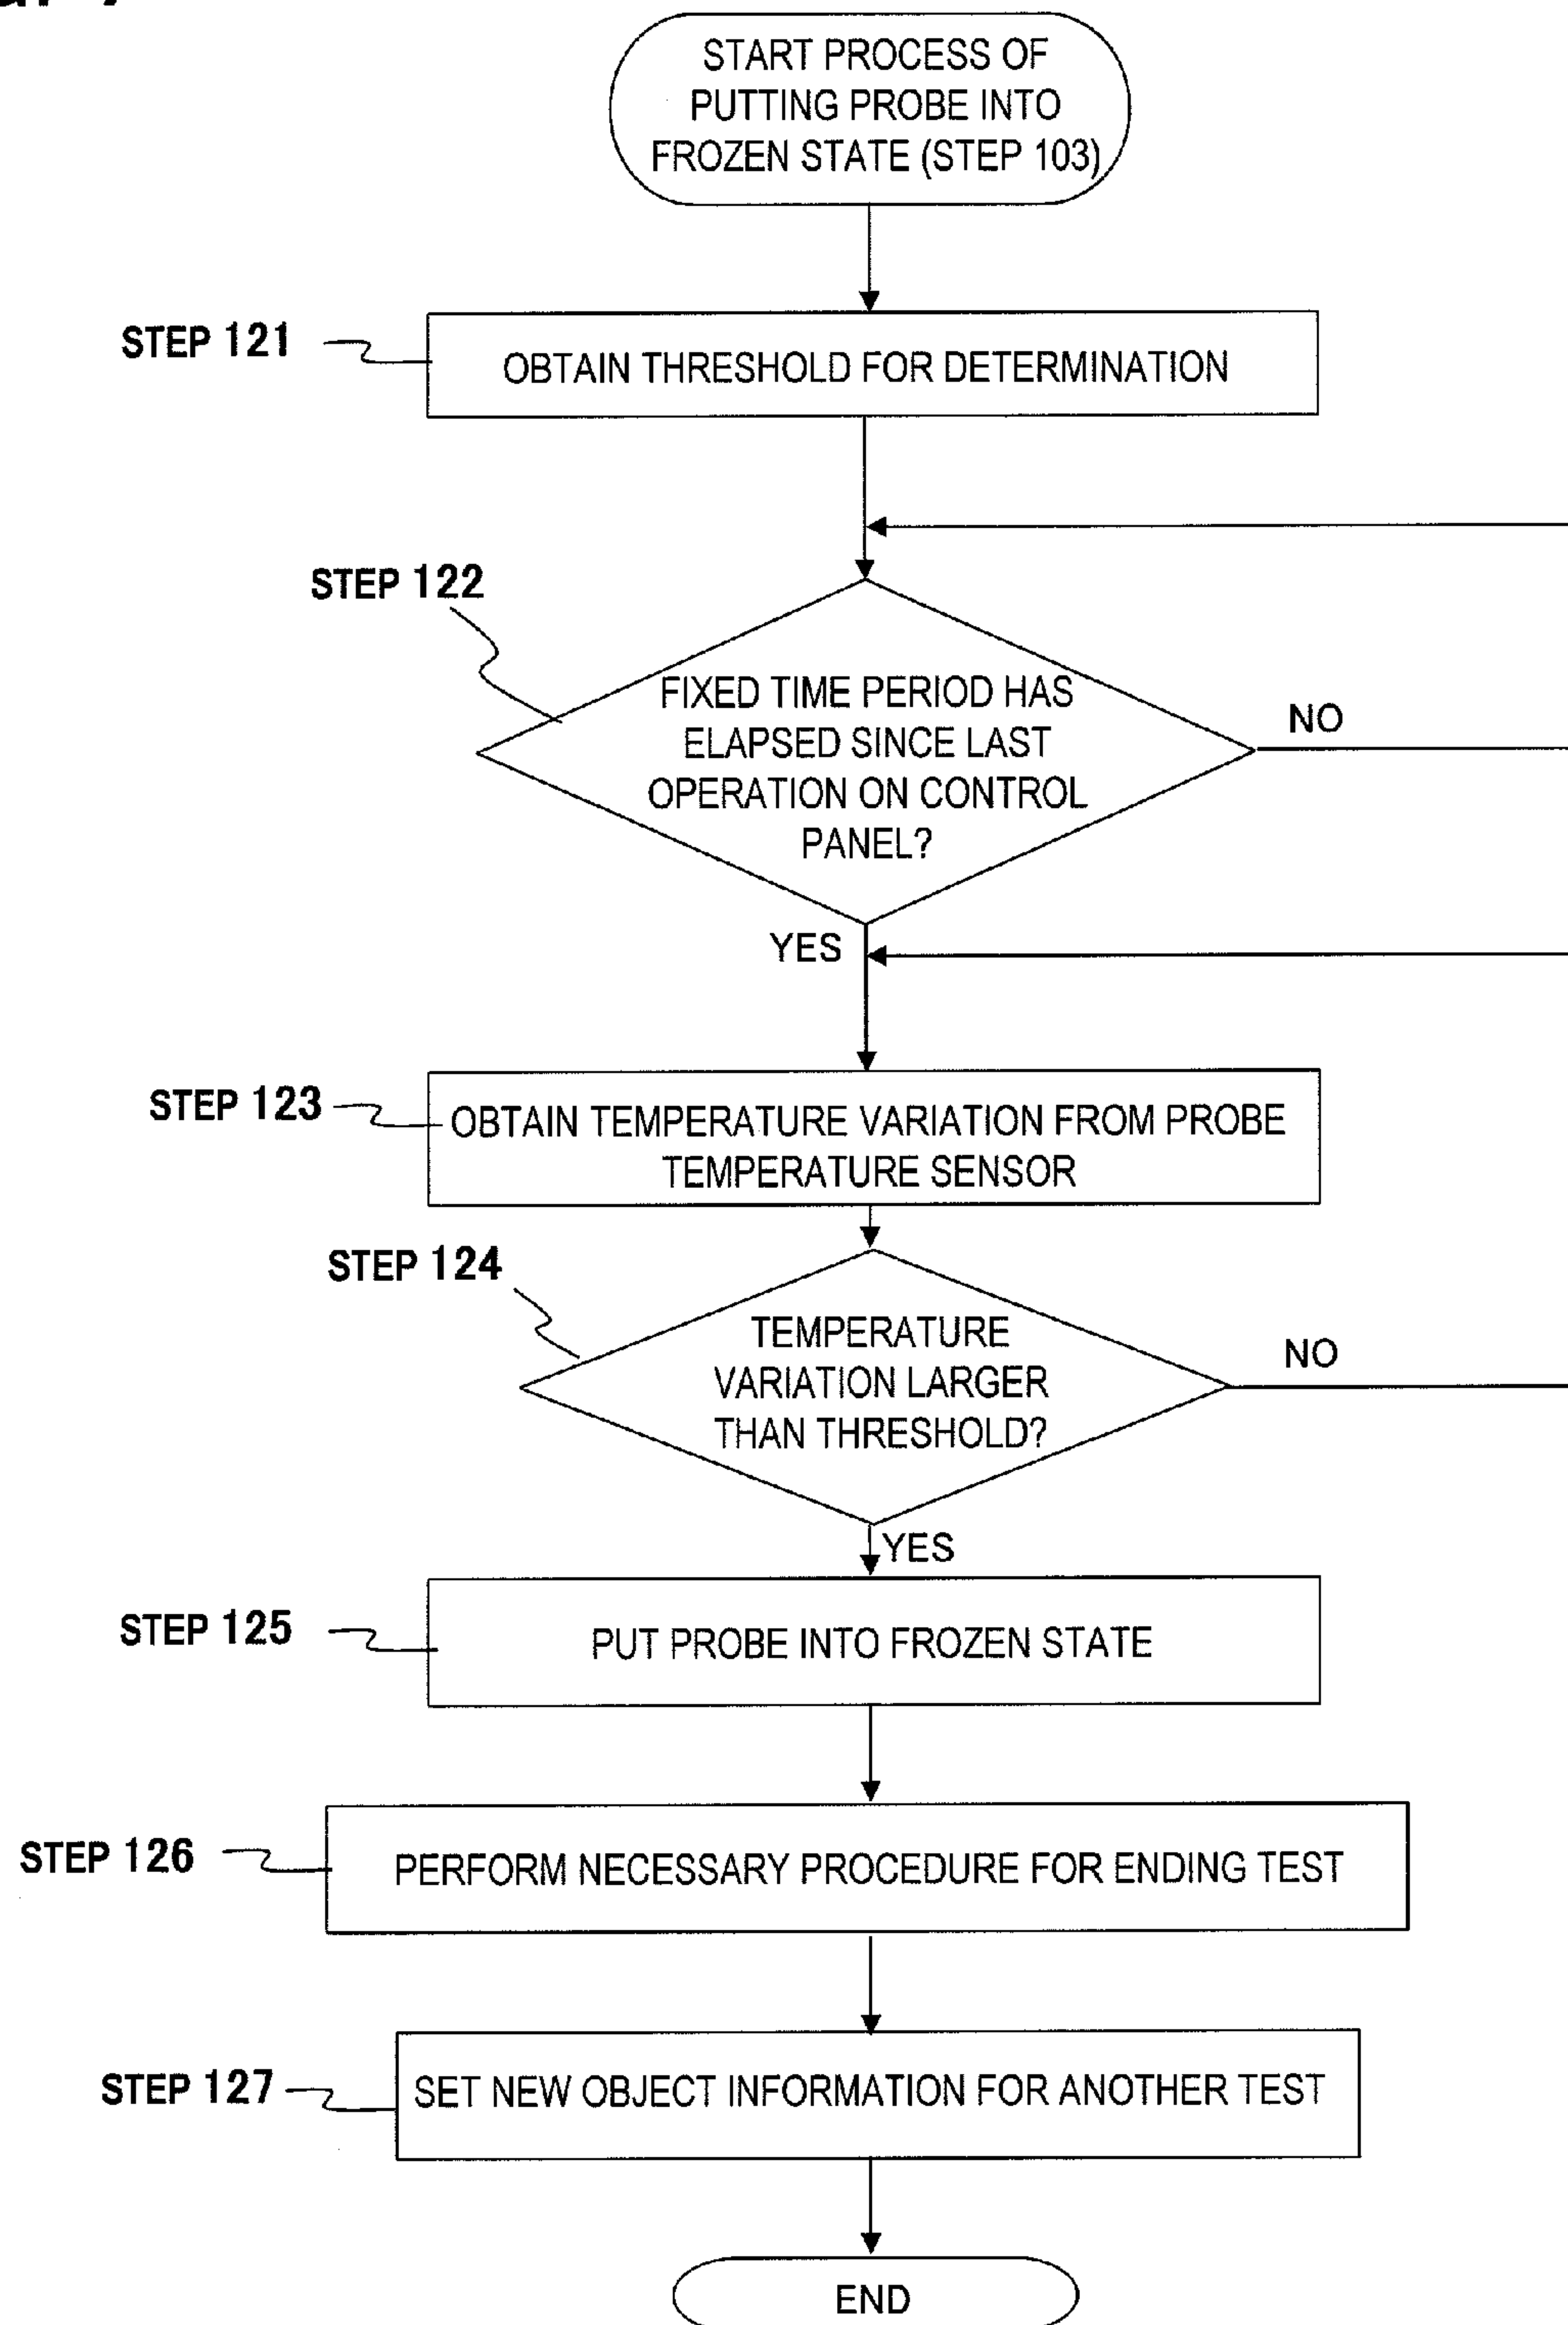 START PROCESS OF
PUTTING PROBE INTO
FROZEN STATE (STEP 103)
STEP 121
OBTAIN THRESHOLD FOR DETERMINATION
STEP 122
FIXED TIME PERIOD HAS
ELAPSED SINCE LAST
OPERATION ON CONTROL
PANEL?
NO
YES
STEP 123
OBTAIN TEMPERATURE VARIATION FROM PROBE
TEMPERATURE SENSOR
STEP 124
TEMPERATURE
VARIATION LARGER
THAN THRESHOLD?
NO
YES
STEP 125
PUT PROBE INTO FROZEN STATE
STEP 126
PERFORM NECESSARY PROCEDURE FOR ENDING TEST
STEP 127
SET NEW OBJECT INFORMATION FOR ANOTHER TEST
END